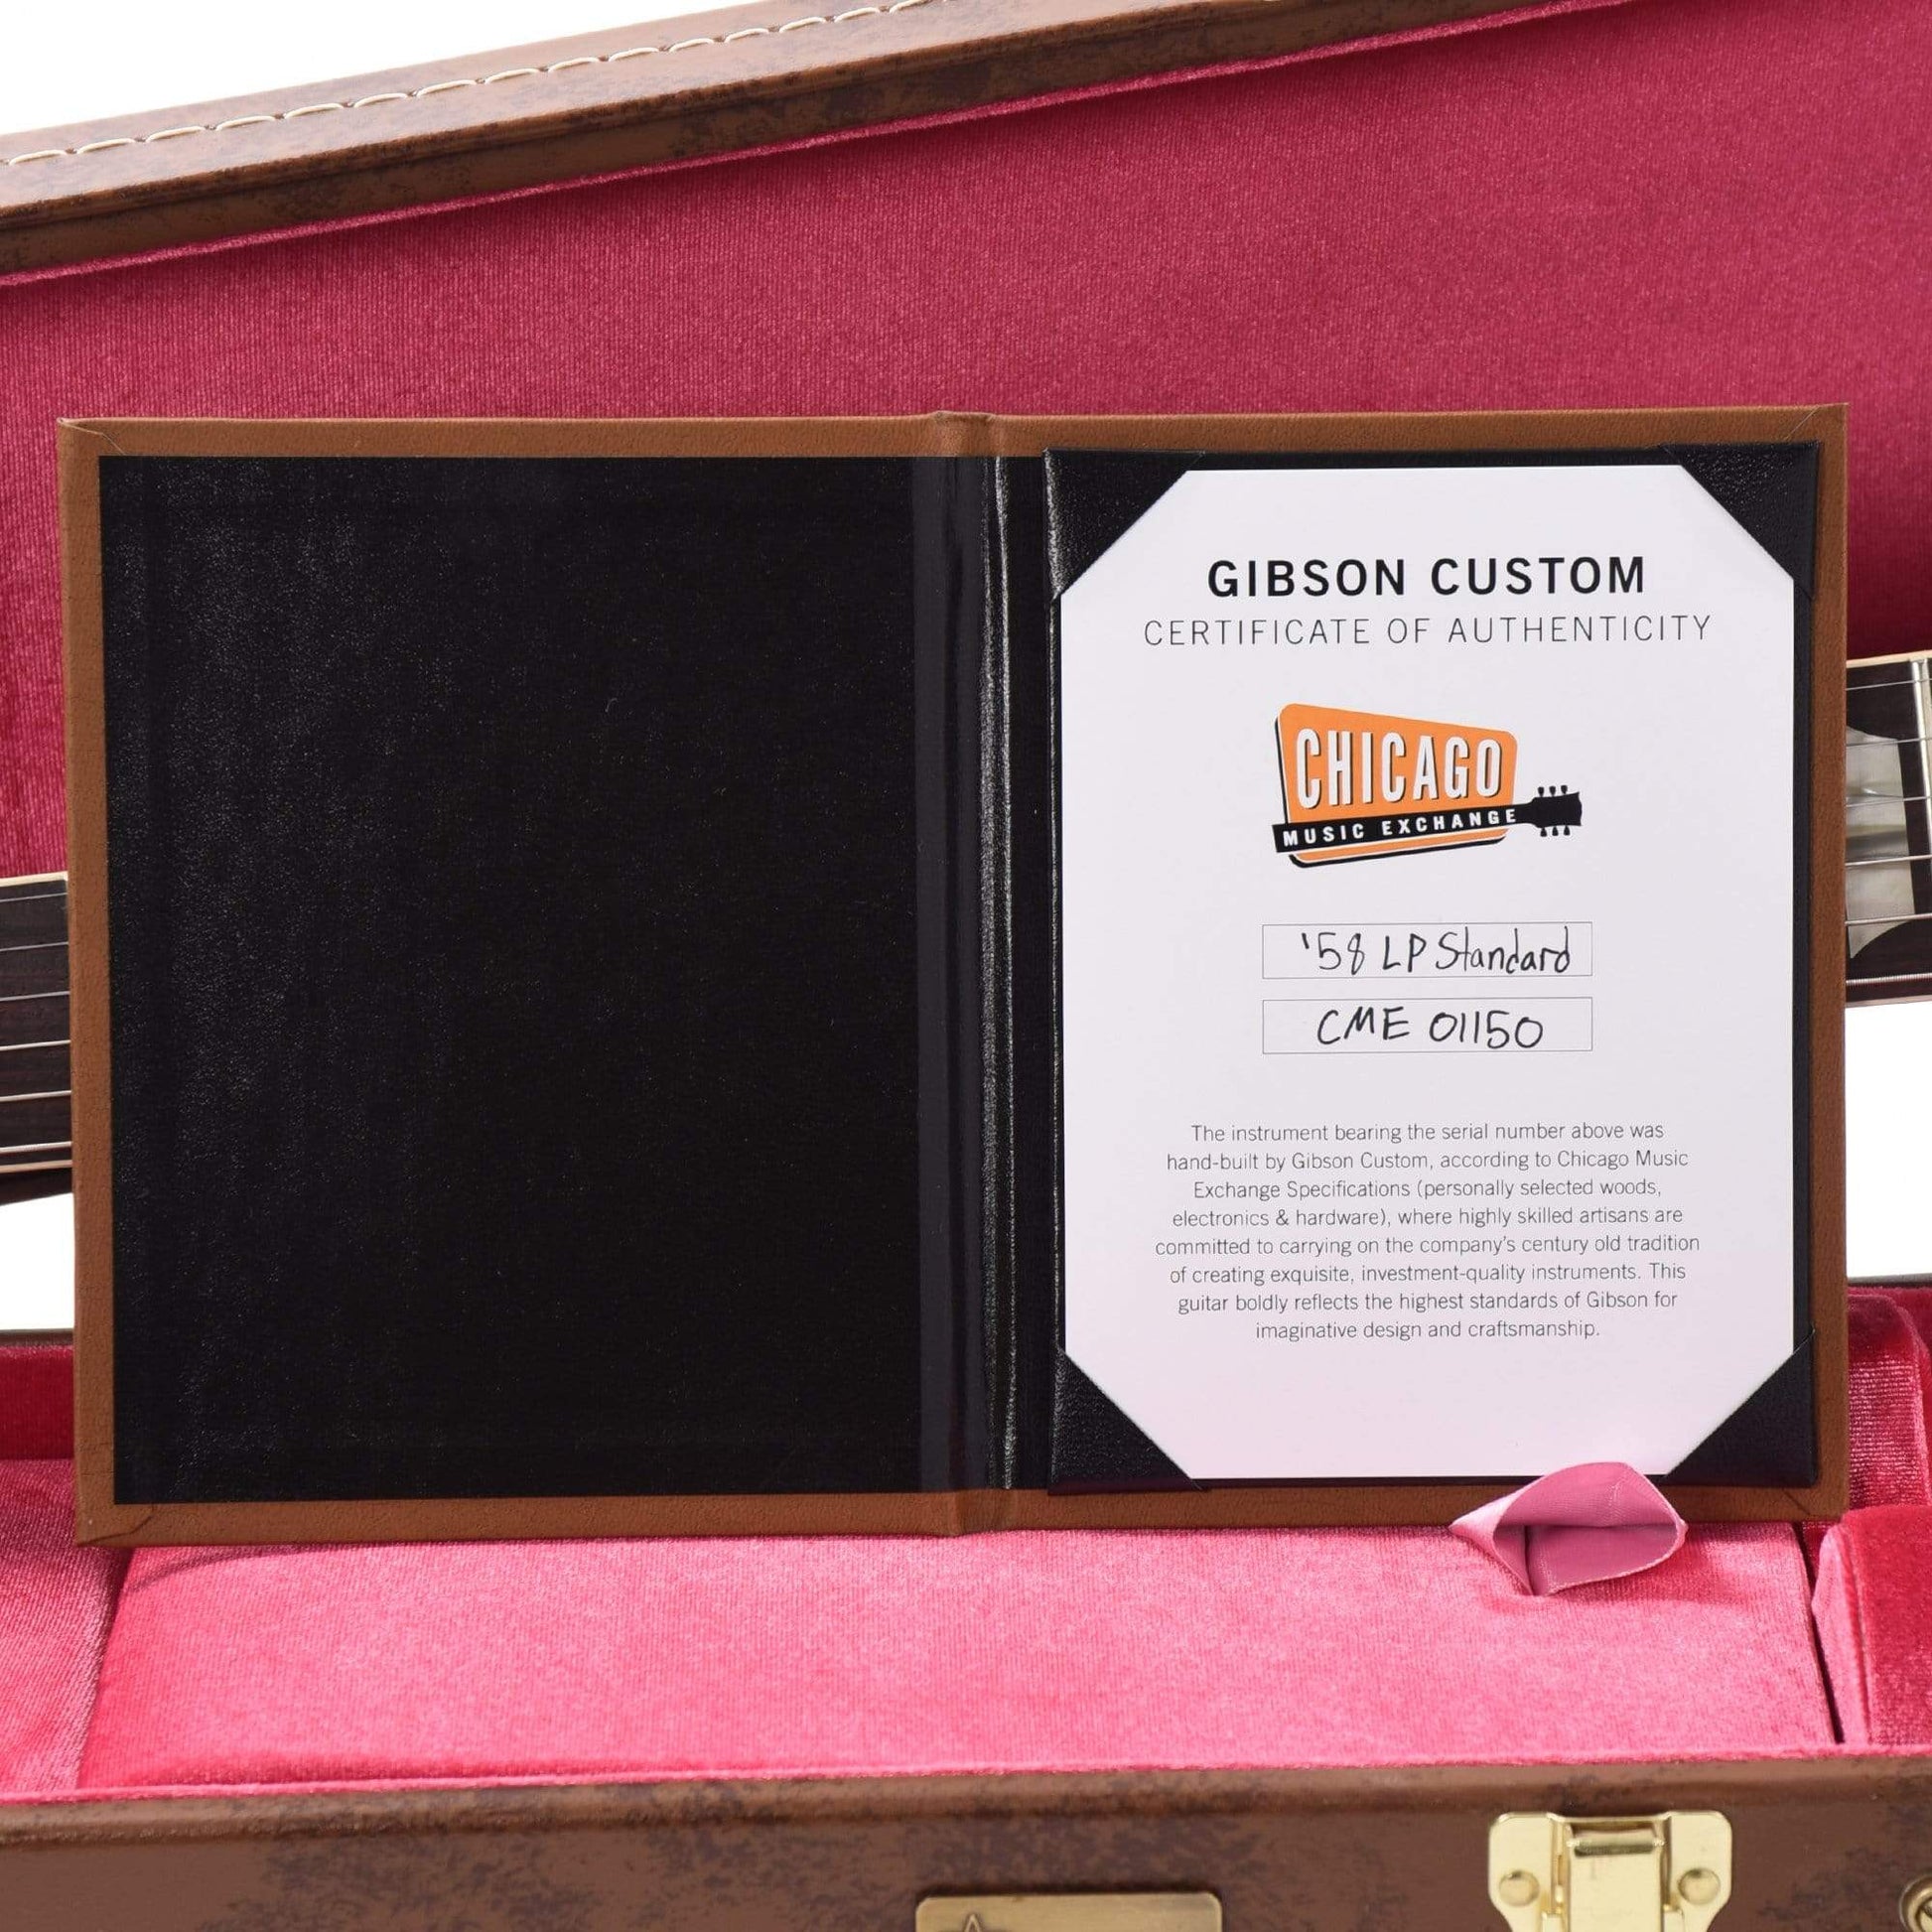 GIBSON CUSTOM
CERTIFICATE OF AUTHENTICITY
CHICAGO
MUSIC EXCHANGE
'58 LP Standard
CME 01150
The instrument bearing the serial number above was
hand-built by Gibson Custom, according to Chicago Music
Exchange Specifications (personally selected woods,
electronics & hardware), where highly skilled artisans are
committed to carrying on the company's century old tradition
of creating exquisite, investment-quality instruments. This
guitar boldly reflects the highest standards of Gibson for
imaginative design and craftsmanship.